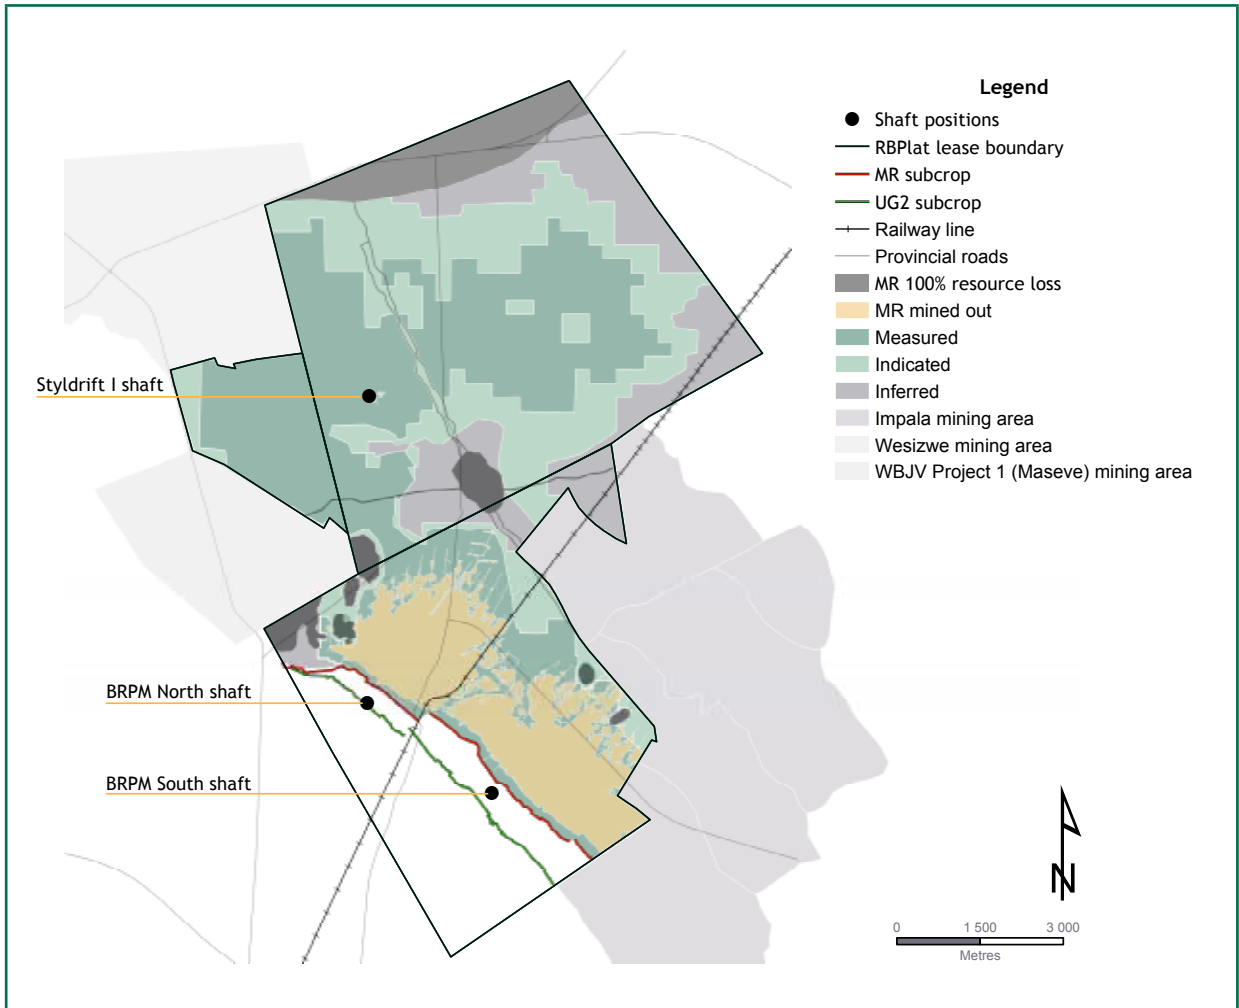 Legend
Shaft positions
RBPlat lease boundary
MR subcrop
UG2 subcrop
Railway line
Provincial roads
MR 100% resource loss
MR mined out
Measured
Indicated
Inferred
Impala mining area
Wesizwe mining area
WBJV Project 1 (Maseve) mining area
Styldrift I shaft
BRPM North shaft
BRPM South shaft
N
0 1 500 3 000
Metres